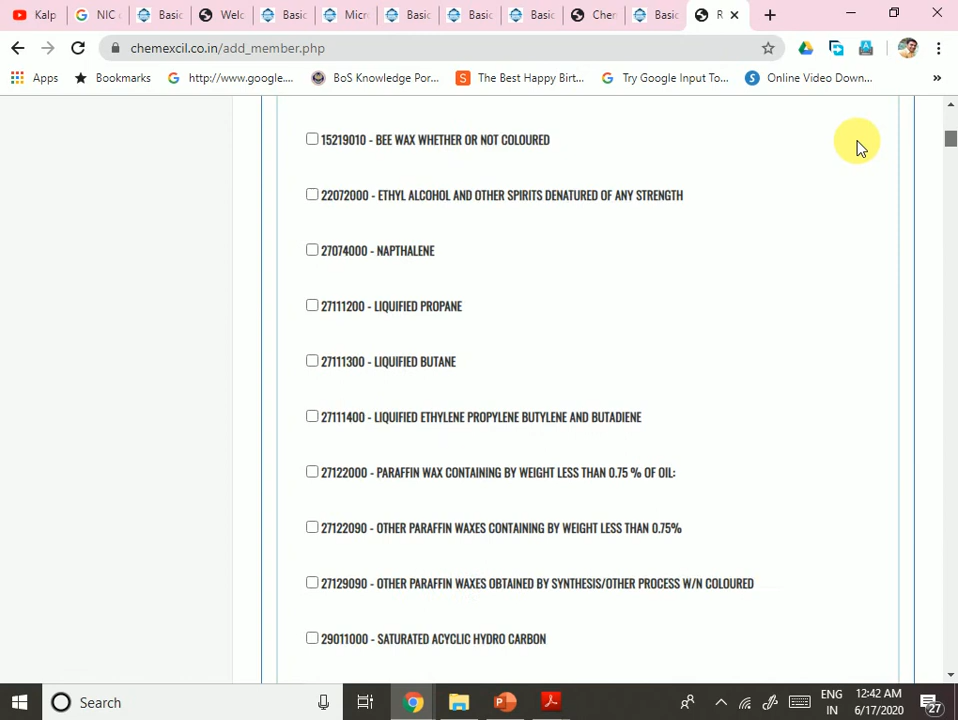 Kalp
NIC
Basic
Welc
Basic
Micr
Basic
Basic
Basic
Cher
Basic
R
chemexcil.co.in/add_member.php
Apps
Bookmarks
http://www.google....
BoS Knowledge Por...
S The Best Happy Birt...
Try Google Input To...
Online Video Down...
»
15219010 - BEE WAX WHETHER OR NOT COLOURED
22072000 - ETHYL ALCOHOL AND OTHER SPIRITS DENATURED OF ANY STRENGTH
27074000 - NAPTHALENE
27111200 - LIQUIFIED PROPANE
27111300 - LIQUIFIED BUTANE
27111400 - LIQUIFIED ETHYLENE PROPYLENE BUTYLENE AND BUTADIENE
27122000 - PARAFFIN WAX CONTAINING BY WEIGHT LESS THAN 0.75 % OF OIL:
27122090 - OTHER PARAFFIN WAXES CONTAINING BY WEIGHT LESS THAN 0.75%
27129090 - OTHER PARAFFIN WAXES OBTAINED BY SYNTHESIS/OTHER PROCESS W/N COLOURED
29011000 - SATURATED ACYCLIC HYDRO CARBON
Search
ENG
IN
12:42 AM
6/17/2020
27